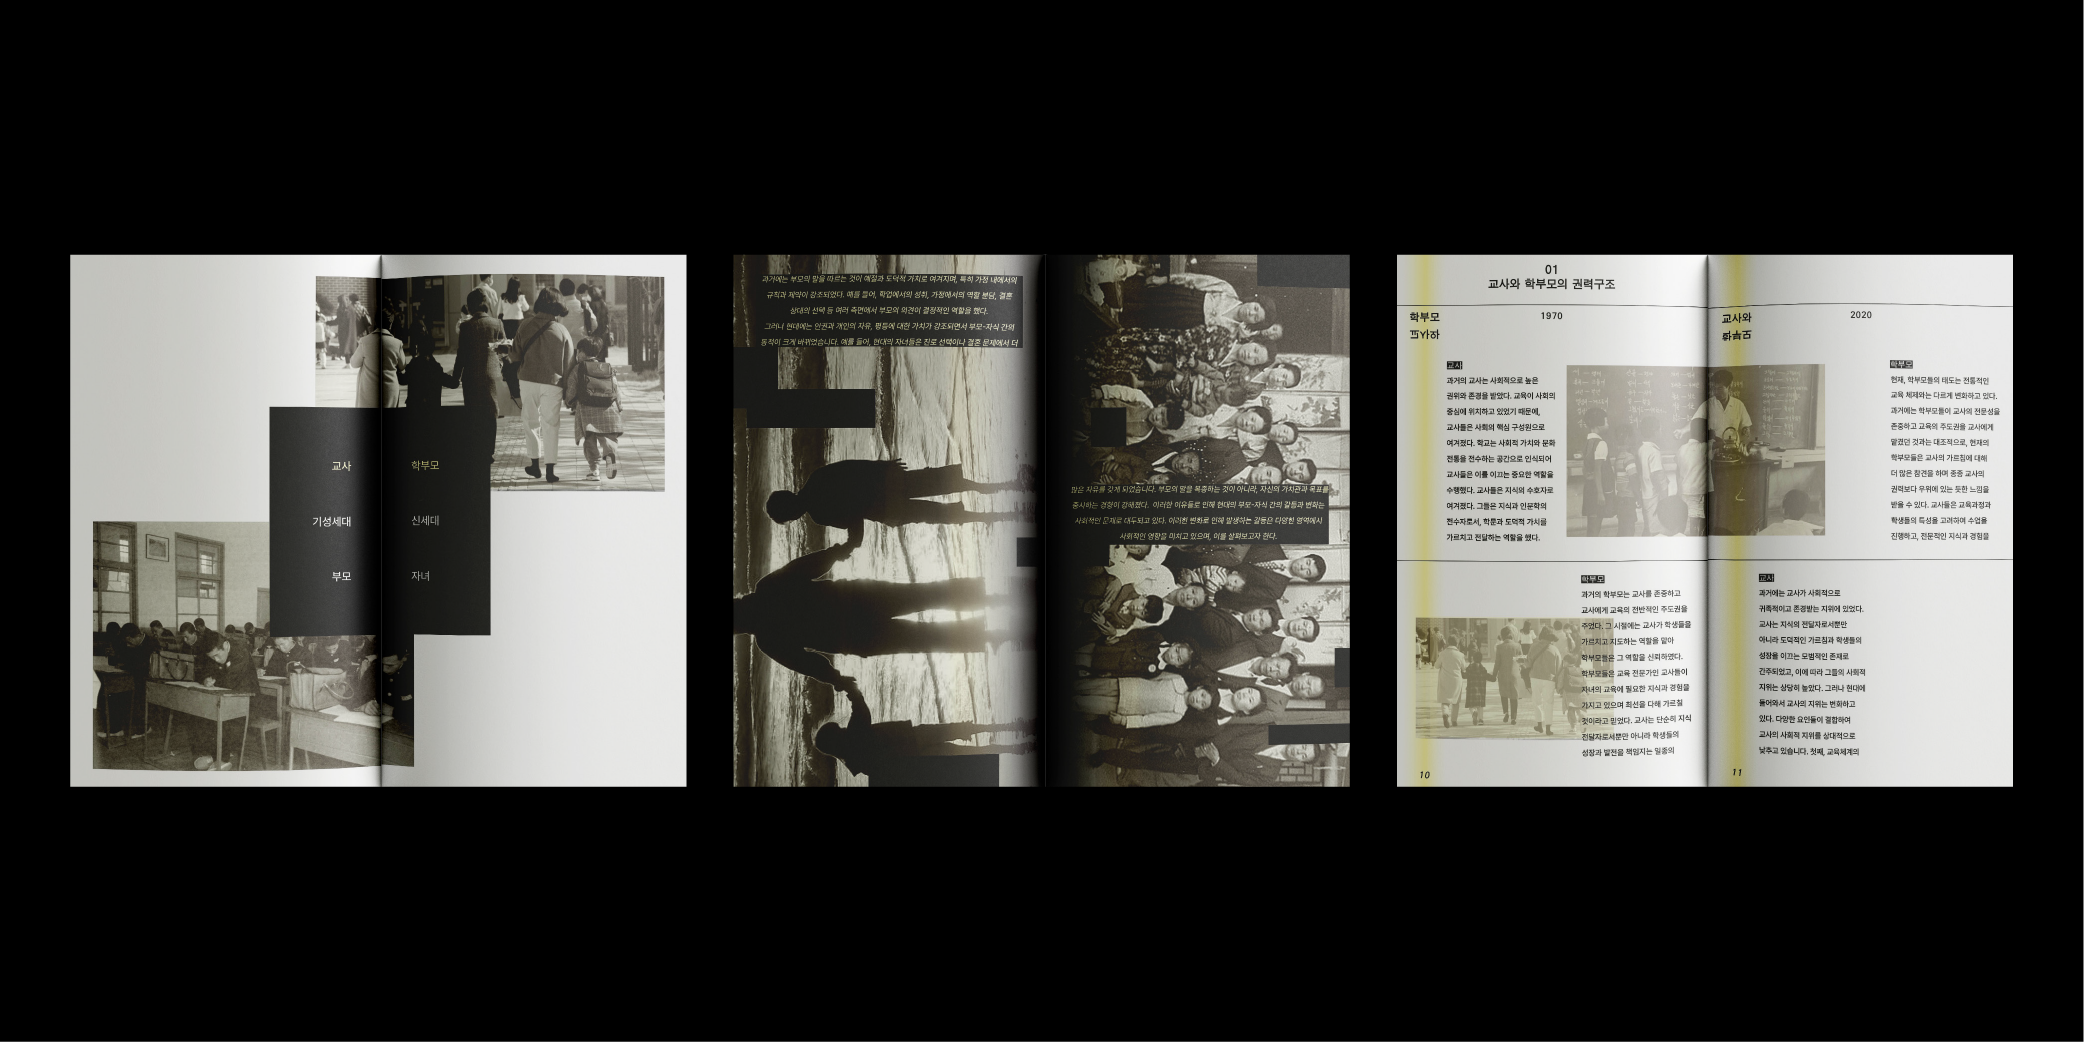 교사
학부모
기성세대
신세대
부모
자녀
과거에는 부모의 말을 따르는 것이 예절과 도덕적 가치로 여겨지며, 특히 가정 내에서의
규칙과 제약이 강조되었다. 예를 들어, 학업에서의 성취, 가정에서의 역할 분담, 결혼
상대의 선택 등 여러 측면에서 부모의 의견이 결정적인 역할을 했다.
그러나 현대에는 인권과 개인의 자유, 평등에 대한 가치가 강조되면서 부모-자식 간의
동적이 크게 바뀌었습니다. 예를 들어, 현대의 자녀들은 진로 선택이나 결혼 문제에서 더
많은 자유를 갖게 되었습니다. 부모의 말을 복종하는 것이 아니라, 자신의 가치관과 목표를
중시하는 경향이 강해졌다. 이러한 이유들로 인해 현대의 부모-자식 간의 갈등과 변화는
사회적인 문제로 대두되고 있다. 이러한 변화로 인해 발생하는 갈등은 다양한 영역에서
사회적인 영향을 미치고 있으며, 이를 살펴보고자 한다.
01
교사와 학부모의 권력구조
학부모
교사와
1970
교사
과거의 교사는 사회적으로 높은
권위와 존경을 받았다. 교육이 사회의
중심에 위치하고 있었기 때문에,
교사들은 사회의 핵심 구성원으로
여겨졌다. 학교는 사회적 가치와 문화
전통을 전수하는 공간으로 인식되어
교사들은 이를 이끄는 중요한 역할을
수행했다. 교사들은 지식의 수호자로
여겨졌다. 그들은 지식과 인문학의
전수자로서, 학문과 도덕적 가치를
가르치고 전달하는 역할을 했다.
학부모
과거의 학부모는 교사를 존중하고
교사에게 교육의 전반적인 주도권을
주었다. 그 시절에는 교사가 학생들을
가르치고 지도하는 역할을 맡아
학부모들은 그 역할을 신뢰하였다.
학부모들은 교육 전문가인 교사들이
자녀의 교육에 필요한 지식과 경험을
가지고 있으며 최선을 다해 가르칠
것이라고 믿었다. 교사는 단순히 지식
전달자로서뿐만 아니라 학생들의
성장과 발전을 책임지는 일종의
10
교사와
학부모
2020
학부모
현재, 학부모들의 태도는 전통적인
교육 체제와는 다르게 변화하고 있다.
과거에는 학부모들이 교사의 전문성을
존중하고 교육의 주도권을 교사에게
맡겼던 것과는 대조적으로, 현재의
학부모들은 교사의 가르침에 대해
더 많은 참견을 하며 종종 교사의
권력보다 우위에 있는 듯한 느낌을
받을 수 있다. 교사들은 교육과정과
학생들의 특성을 고려하여 수업을
진행하고, 전문적인 지식과 경험을
교사
과거에는 교사가 사회적으로
귀족적이고 존경받는 지위에 있었다.
교사는 지식의 전달자로서뿐만
아니라 도덕적인 가르침과 학생들의
성장을 이끄는 모범적인 존재로
간주되었고, 이에 따라 그들의 사회적
지위는 상당히 높았다. 그러나 현대에
들어와서 교사의 지위는 변화하고
있다. 다양한 요인들이 결합하여
교사의 사회적 지위를 상대적으로
낮추고 있습니다. 첫째, 교육체계의
11